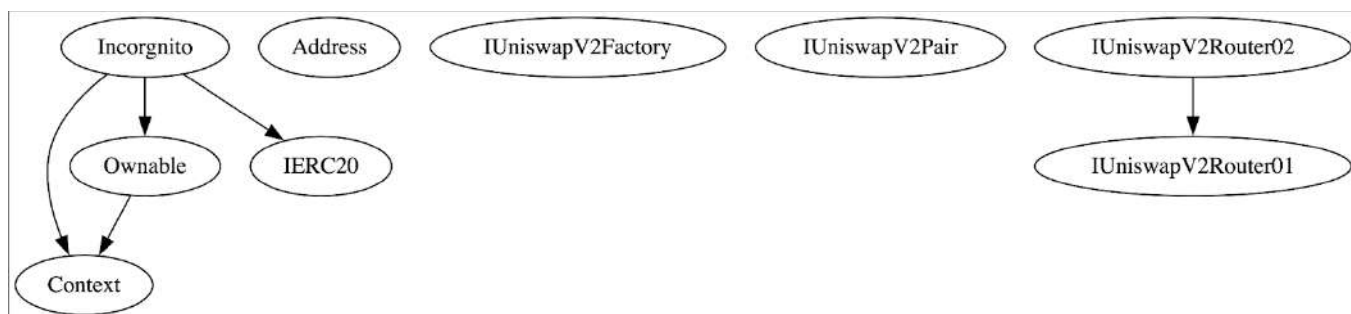 Incorgnito
Address
IUniswapV2Factory
IUniswapV2Pair
IUniswapV2Router02
Ownable
IERC20
IUniswapV2Router01
Context